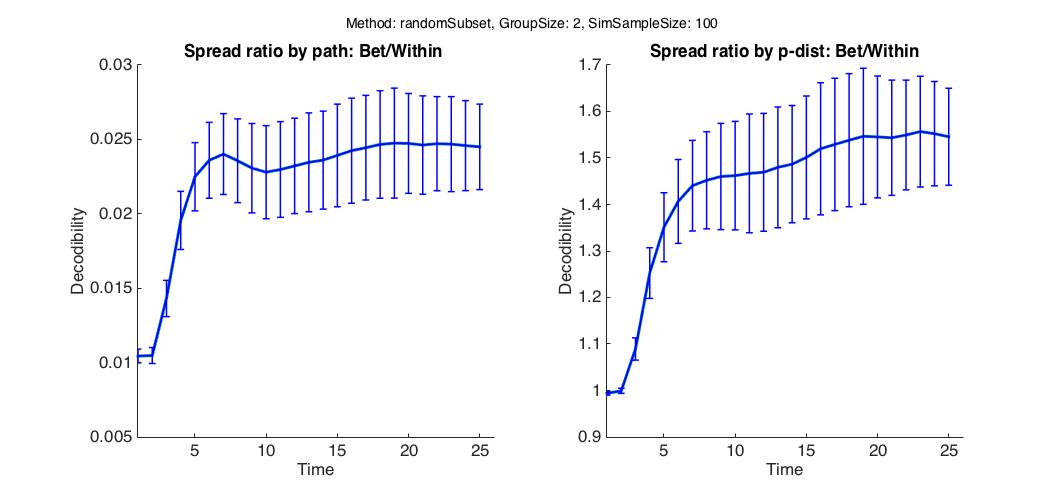 Method: randomSubset, GroupSize: 2, SimSampleSize: 100
Spread ratio by path: Bet/Within
0.03
0.025
0.02
0.015
0.01
0.005
Decodibility
5 10 15 20 25
Time
Spread ratio by p-dist: Bet/Within
1.7
1.6
1.5
1.4
1.3
1.2
1.1
1
0.9
Decodibility
5 10 15 20 25
Time